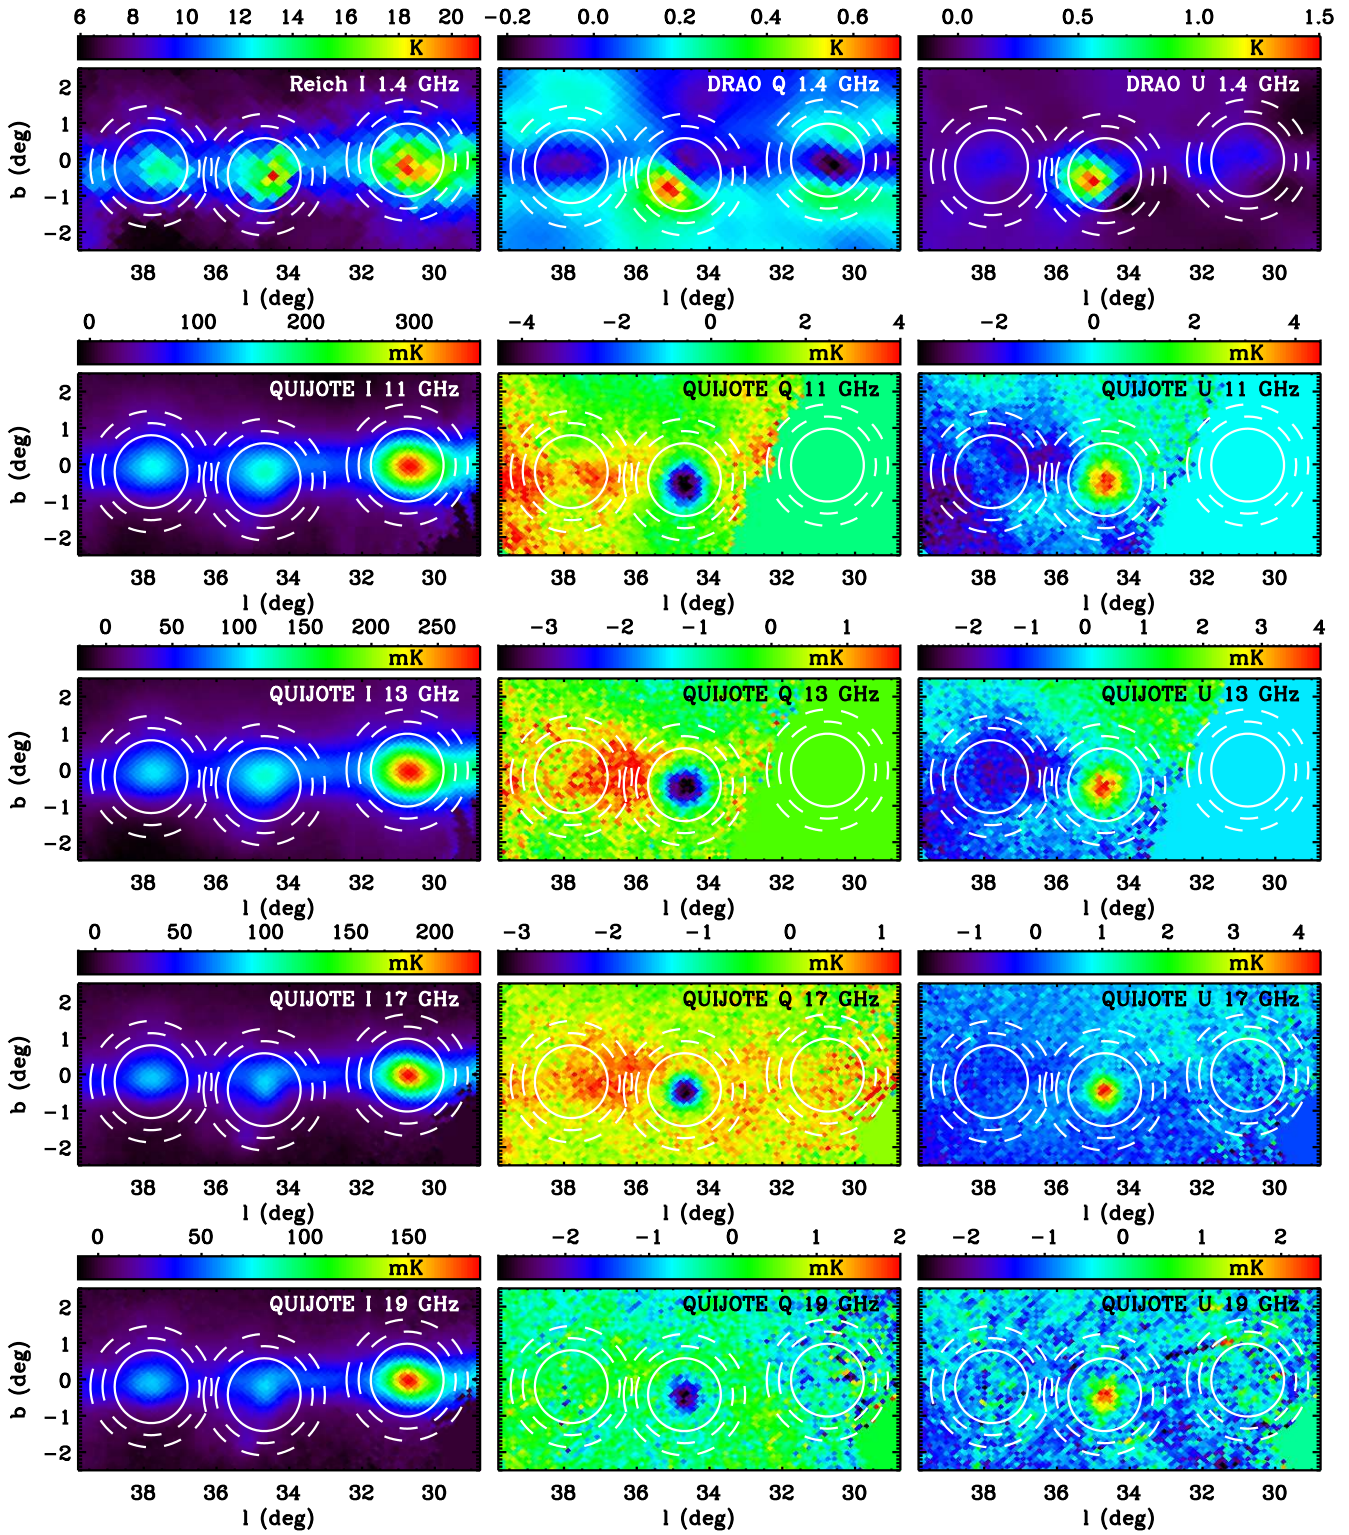 6 8 10 12 14 16 18 20 −0.2 0.0 0.2 0.4 0.6 0.0 0.5 1.0 1.5
K K K
Reich I 1.4 GHz DRAO Q 1.4 GHz DRAO U 1.4 GHz
b (deg)
2
1
0
−1
−2
38 36 34 32 30 38 36 34 32 30 38 36 34 32 30
l (deg) l (deg) l (deg)
0 100 200 300 −4 −2 0 2 4 −2 0 2 4
mK mK mK
QUIJOTE I 11 GHz QUIJOTE Q 11 GHz QUIJOTE U 11 GHz
b (deg)
2
1
0
−1
−2
38 36 34 32 30 38 36 34 32 30 38 36 34 32 30
l (deg) l (deg) l (deg)
0 50 100 150 200 250 −3 −2 −1 0 1 −2 −1 0 1 2 3 4
mK mK mK
QUIJOTE I 13 GHz QUIJOTE Q 13 GHz QUIJOTE U 13 GHz
b (deg)
2
1
0
−1
−2
38 36 34 32 30 38 36 34 32 30 38 36 34 32 30
l (deg) l (deg) l (deg)
0 50 100 150 200 −3 −2 −1 0 1 −1 0 1 2 3 4
mK mK mK
QUIJOTE I 17 GHz QUIJOTE Q 17 GHz QUIJOTE U 17 GHz
b (deg)
2
1
0
−1
−2
38 36 34 32 30 38 36 34 32 30 38 36 34 32 30
l (deg) l (deg) l (deg)
0 50 100 150 −2 −1 0 1 2 −2 −1 0 1 2
mK mK mK
QUIJOTE I 19 GHz QUIJOTE Q 19 GHz QUIJOTE U 19 GHz
b (deg)
2
1
0
−1
−2
38 36 34 32 30 38 36 34 32 30 38 36 34 32 30
l (deg) l (deg) l (deg)